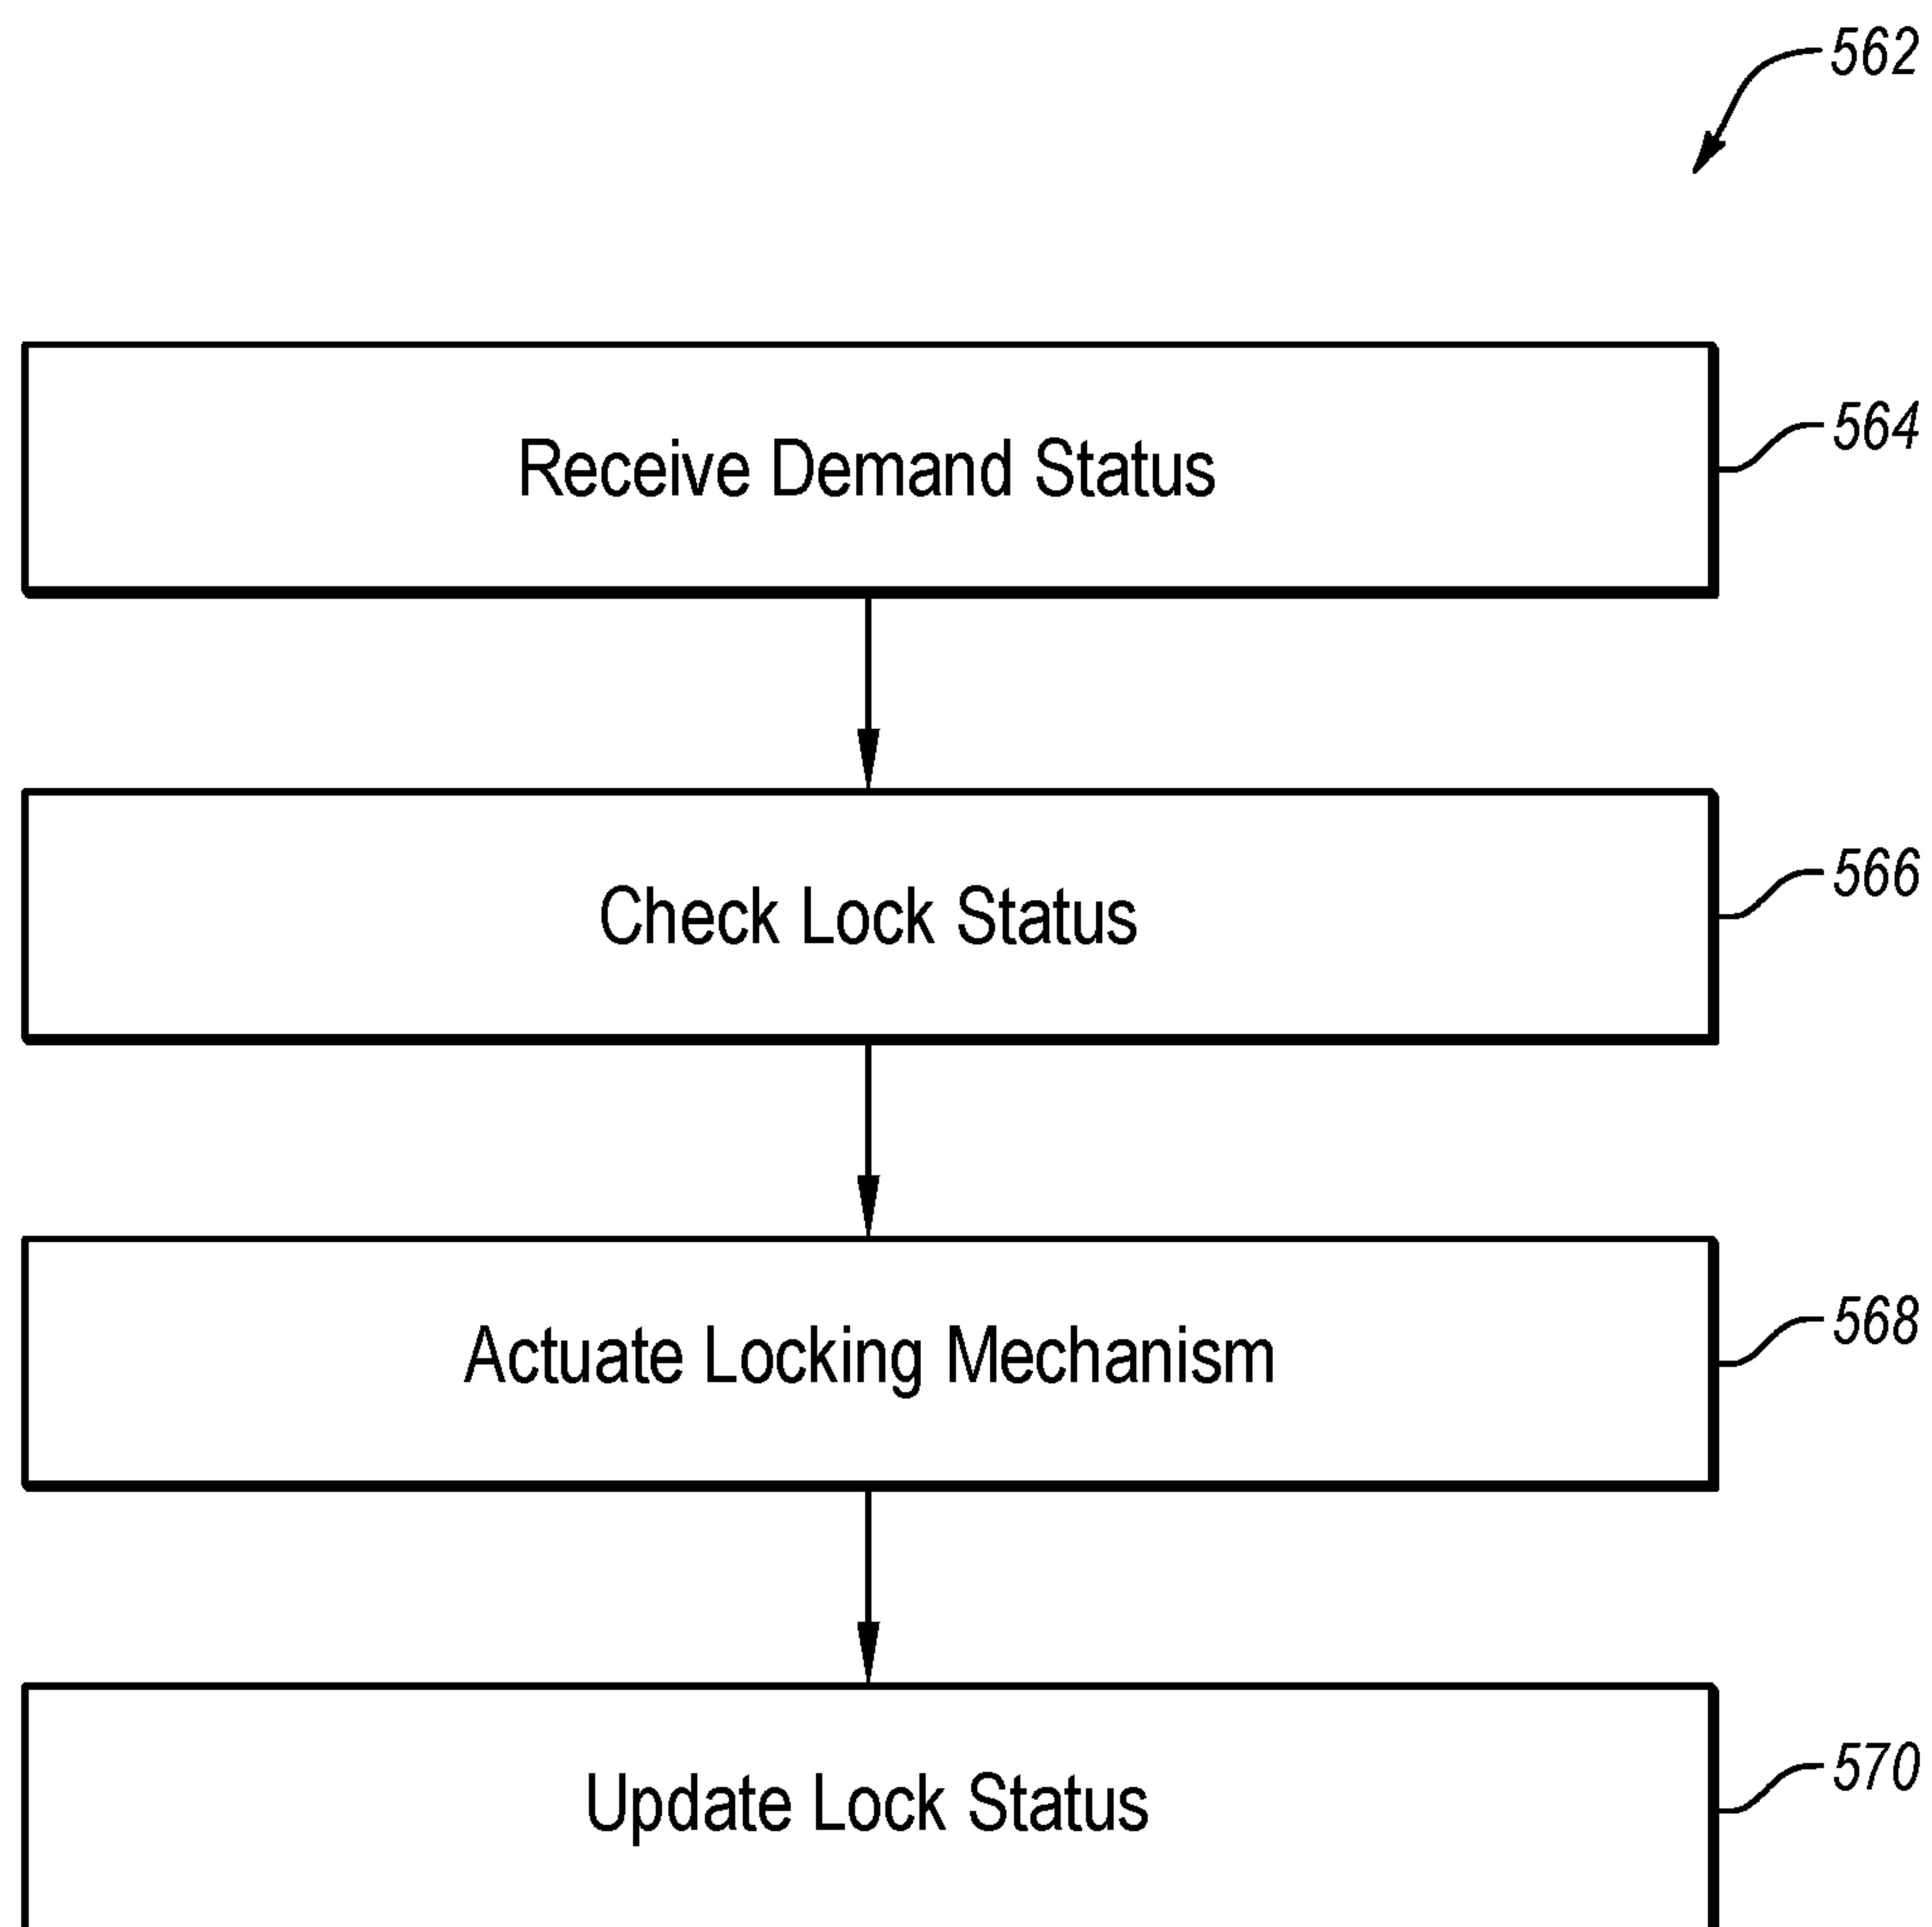 562
Receive Demand Status
564
Check Lock Status
566
Actuate Locking Mechanism
568
Update Lock Status
570